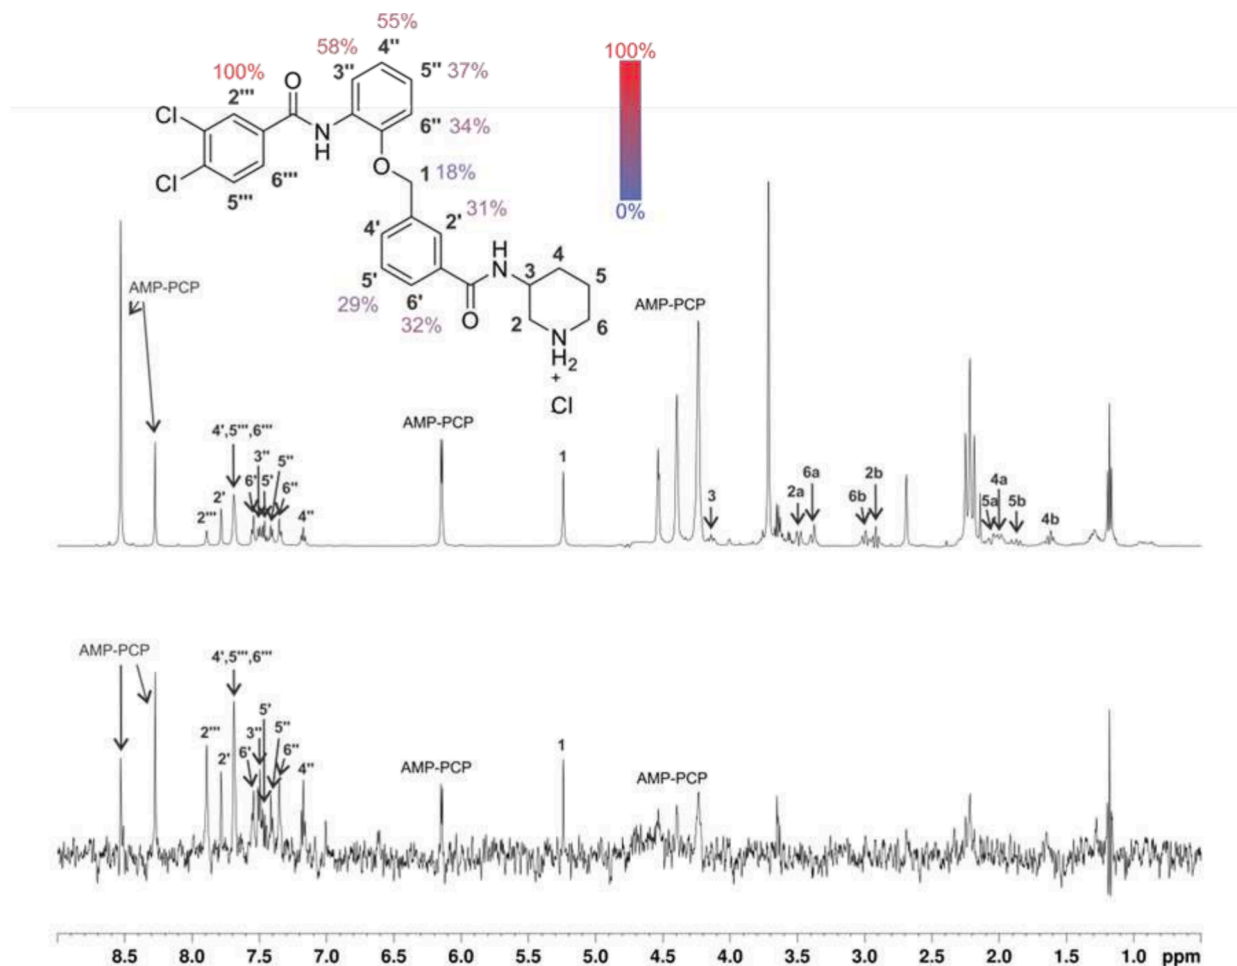 55%
58% 4'' 100%
100% 3'' 5'' 37%
2''' O
Cl N H 6'' 34%
Cl 6''' O 1 18% 0%
5''' 31%
4' 2' H N 4
5' 3 5
29% 6' AMP-PCP
AMP-PCP 32% O 2 6
N H2
+
Cl
4',5''',6''' AMP-PCP
3'' 5'' 1 6a 2b
6' 5' 6'' 3 2a 6b 4a
2''' 2' 4'' 5a 5b 4b
AMP-PCP 4',5''',6'''
5'
2''' 3'' 5'' 1
6' 6'' AMP-PCP AMP-PCP
2' 4''
8.5 8.0 7.5 7.0 6.5 6.0 5.5 5.0 4.5 4.0 3.5 3.0 2.5 2.0 1.5 1.0 ppm